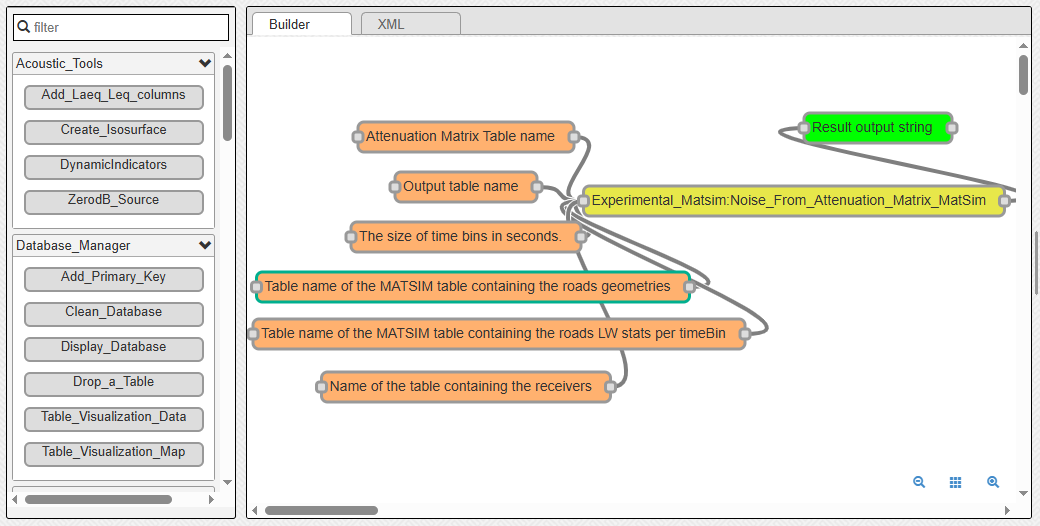 filter
Acoustic_Tools
Add_Laeq_Leq_columns
Create_Isosurface
DynamicIndicators
ZerodB_Source
Database_Manager
Add_Primary_Key
Clean_Database
Display_Database
Drop_a_Table
Table_Visualization_Data
Table_Visualization_Map
Builder
XML
Attenuation Matrix Table name
Result output string
Output table name
Experimental_Matsim:Noise_From_Attenuation_Matrix_MatSim
The size of time bins in seconds.
Table name of the MATSIM table containing the roads geometries
Table name of the MATSIM table containing the roads LW stats per timeBin
Name of the table containing the receivers